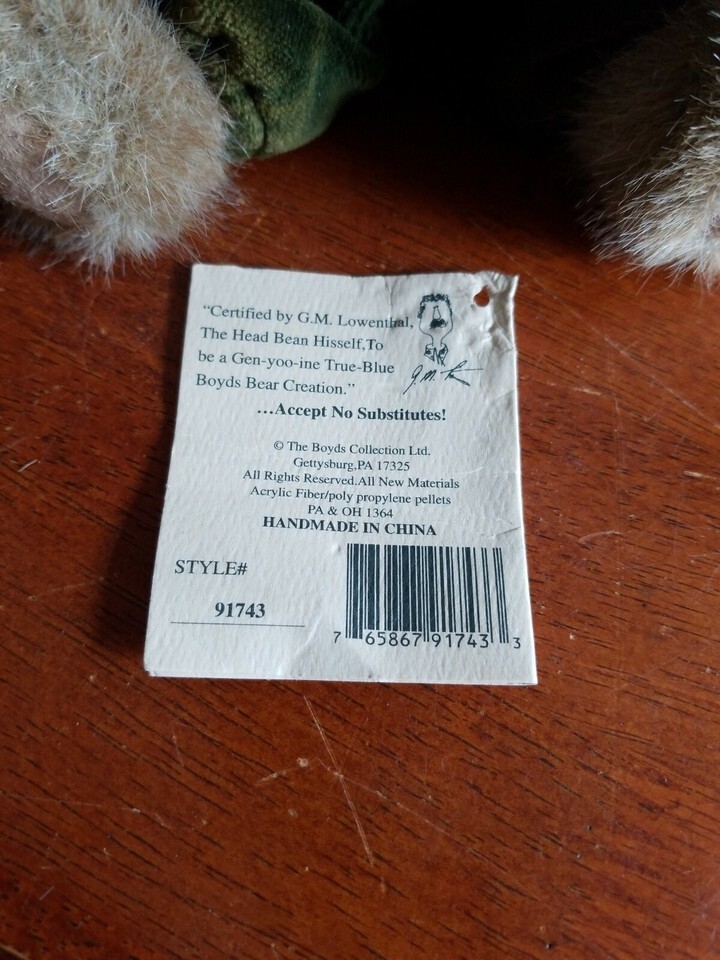 “Certified by G.M. Lowenthal,
The Head Bean Hisself,To
be a Gen-yoo-ine True-Blue
Boyds Bear Creation.”
...Accept No Substitutes!
© The Boyds Collection Ltd.
Gettysburg,PA 17325
All Rights Reserved.All New Materials
Acrylic Fiber/poly propylene pellets
PA & OH 1364
HANDMADE IN CHINA
STYLE#
91743
7 65867 91743 3